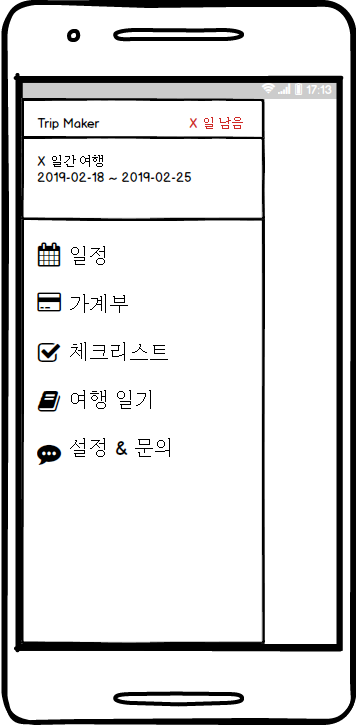 17:13
Trip Maker X 일 남음
X 일간 여행
2019-02-18 ~ 2019-02-25
일정
가계부
체크리스트
여행 일기
설정 & 문의